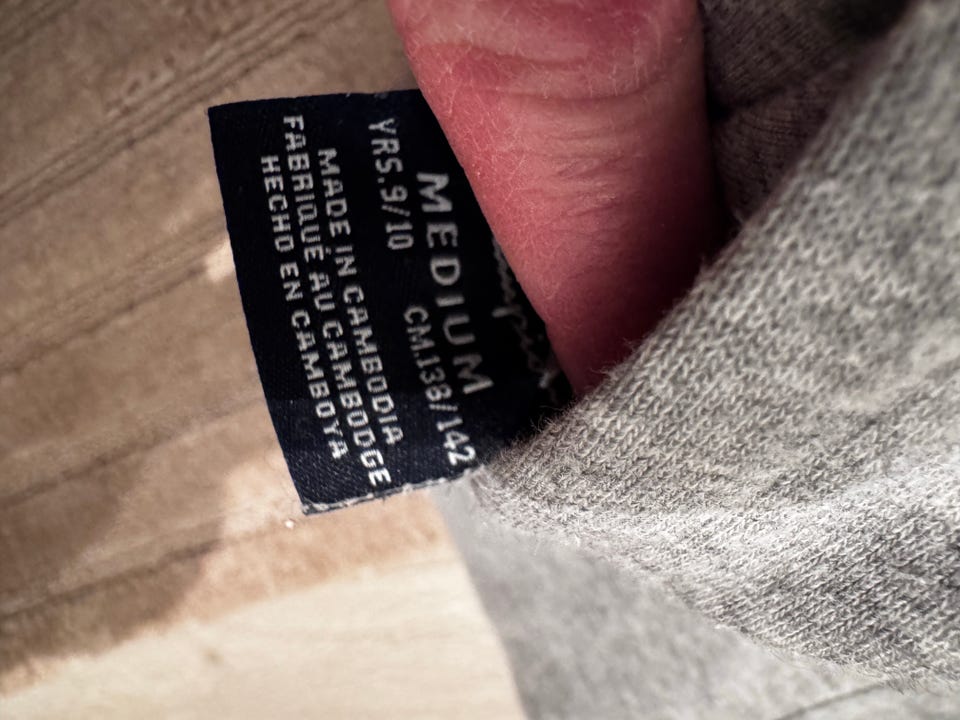 MEDIUM
YRS.9/10 CM.138/142
MADE IN CAMBODIA
FABRIQUÉ AU CAMBODGE
HECHO EN CAMBOYA